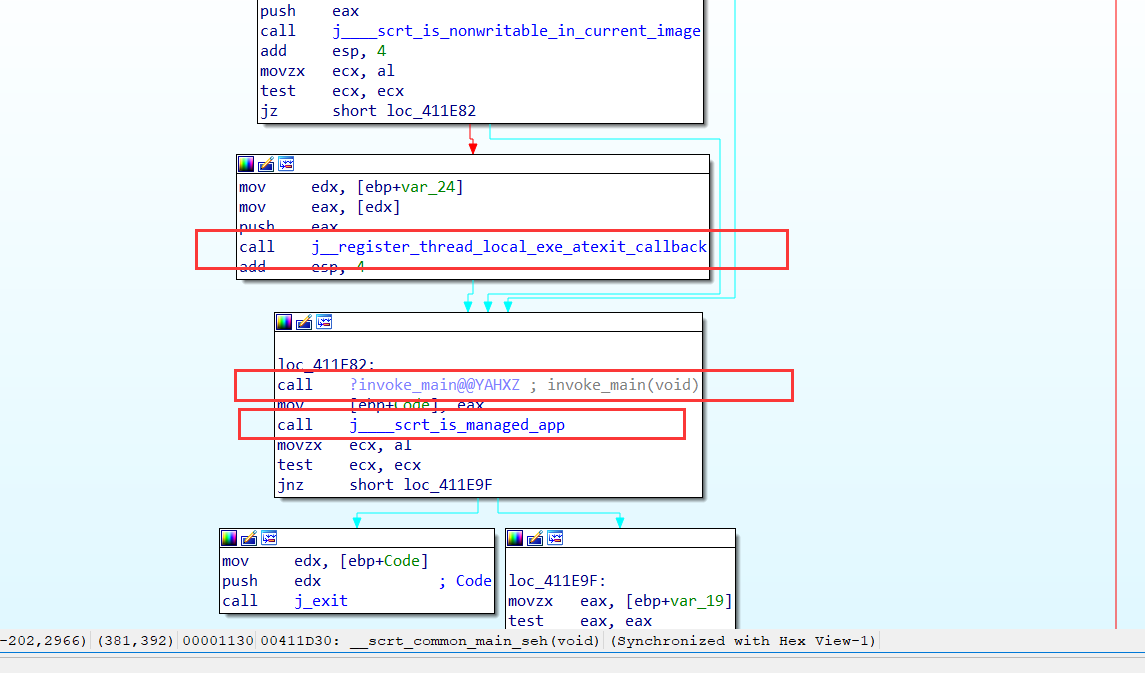 push    eax
call    j____scrt_is_nonwritable_in_current_image
add     esp, 4
movzx   ecx, al
test    ecx, ecx
jz      short loc_411E82
mov     edx, [ebp+var_24]
mov     eax, [edx]
push    eax
call    j__register_thread_local_exe_atexit_callback
add     esp, 4
loc_411E82:
call    ?invoke_main@@YAHXZ ; invoke_main(void)
mov     [ebp+Code], eax
call    j____scrt_is_managed_app
movzx   ecx, al
test    ecx, ecx
jnz     short loc_411E9F
mov     edx, [ebp+Code]
push    edx             ; Code
call    j_exit
loc_411E9F:
movzx   eax, [ebp+var_19]
test    eax, eax
-202,2966) (381,392) 00001130 00411D30: __scrt_common_main_seh(void) (Synchronized with Hex View-1)